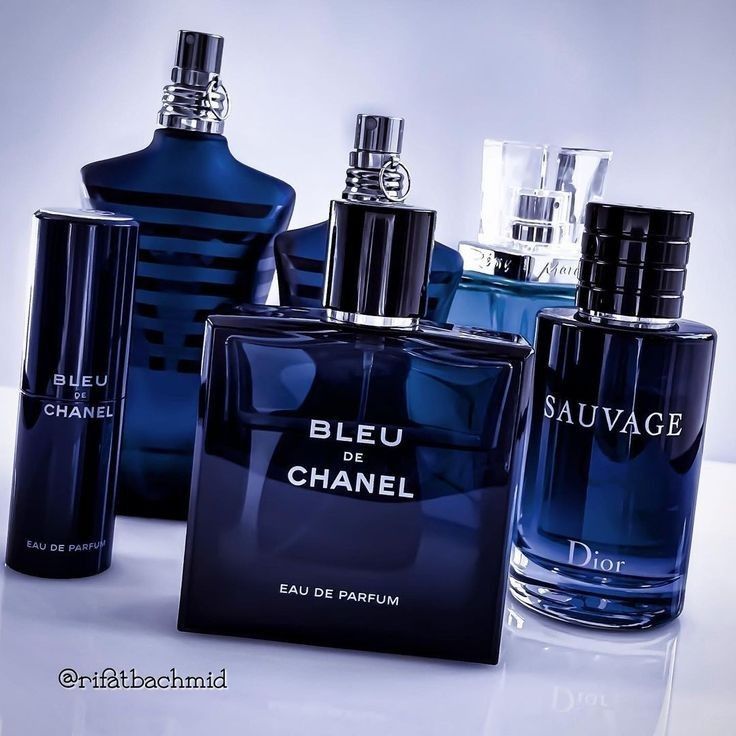 BLEU
DE
CHANEL
EAU DE PARFUM
BLEU
DE
CHANEL
EAU DE PARFUM
SAUVAGE
Dior
@rifatbachmid